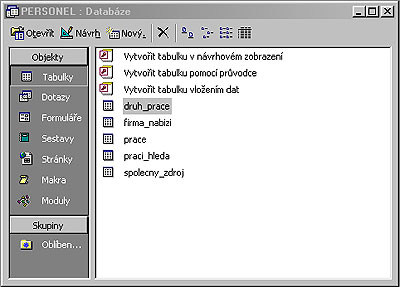 PERSONEL : Databáze
Otevřít Návrh Nový
Objekty
Tabulky
Dotazy
Formuláře
Sestavy
Stránky
Makra
Moduly
Skupiny
Oblíben...
Vytvořit tabulku v návrhovém zobrazení
Vytvořit tabulku pomocí průvodce
Vytvořit tabulku vložením dat
druh_prace
firma_nabizi
prace
praci_hleda
spolecny_zdroj